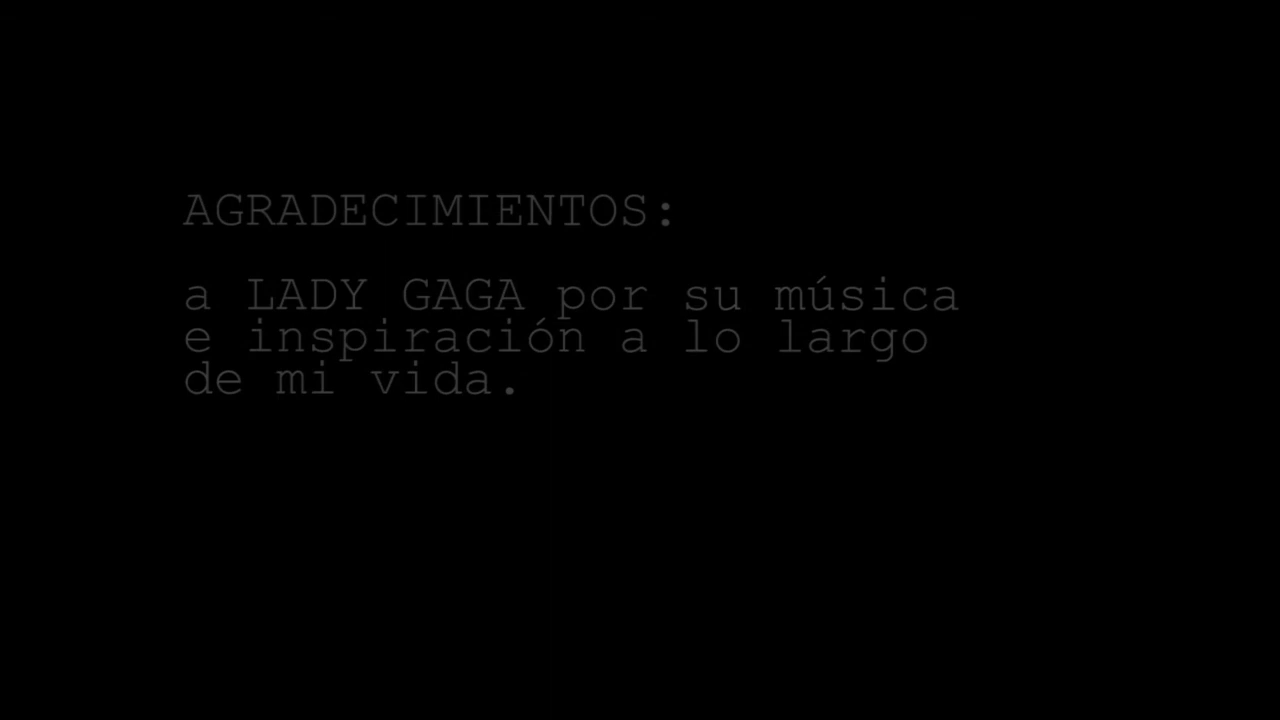 AGRADECIMIENTOS:
a LADY GAGA por su música
e inspiración a lo largo
de mi vida.